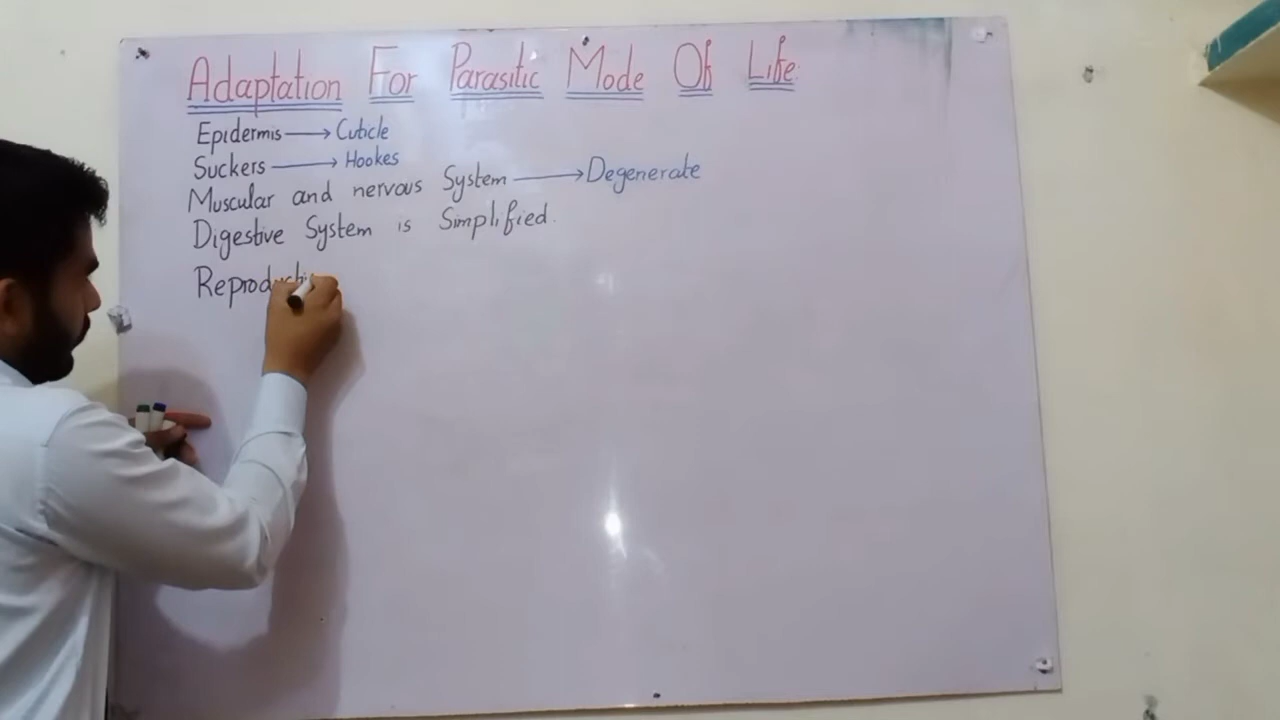 Adaptation For Parasitic Mode Of Life:
Epidermis → Cuticle
Suckers → Hookes
Muscular and nervous System → Degenerate
Digestive System is Simplified.